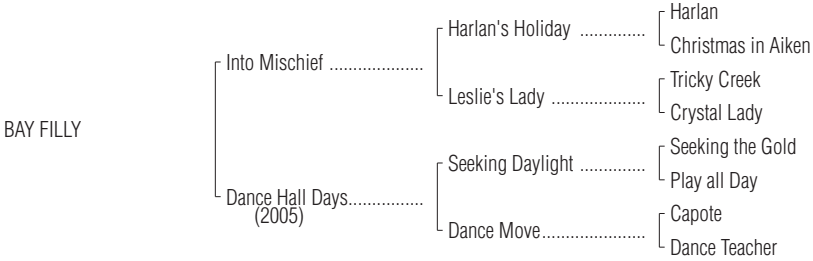 Harlan
Harlan's Holiday ..............
Christmas in Aiken
Into Mischief ....................
Tricky Creek
Leslie's Lady ....................
Crystal Lady
BAY FILLY
Seeking the Gold
Seeking Daylight ..............
Play all Day
Dance Hall Days................
(2005)
Capote
Dance Move......................
Dance Teacher